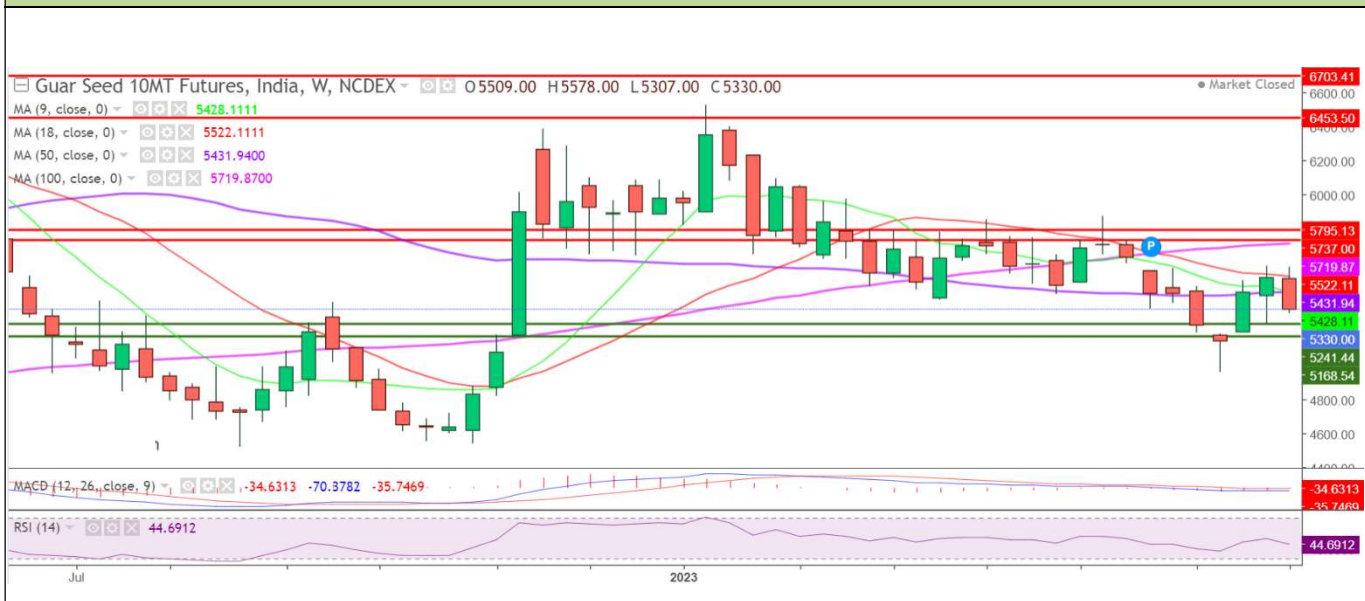 Guar Seed 10MT Futures, India, W, NCDEX O5509.00 H5578.00 L5307.00 C5330.00
Market Closed
MA (9, close, 0) 5428.1111
MA (18, close, 0) 5522.1111
MA (50, close, 0) 5431.9400
MA (100, close, 0) 5719.8700
6703.41
6600.00
6453.50
6400.00
6200.00
6000.00
5795.13
5737.00
5719.87
5522.11
5431.94
5428.11
5330.00
5241.44
5168.54
4800.00
4600.00
4400.00
P
MACD (12, 26, close, 9) -34.6313 -70.3782 -35.7469
-34.6313
-35.7469
RSI (14) 44.6912
44.6912
Jul 2023